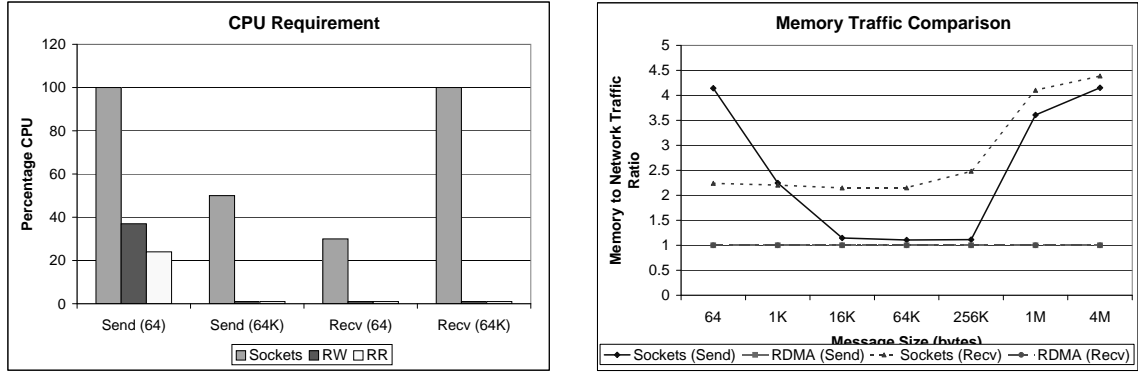 CPU Requirement
120
100
80
60
40
20
0
Percentage CPU
Send (64) Send (64K) Recv (64) Recv (64K)
Sockets RW RR
Memory Traffic Comparison
5
4.5
4
3.5
3
2.5
2
1.5
1
0.5
0
Memory to Network Traffic
Ratio
64 1K 16K 64K 256K 1M 4M
Message Size (bytes)
Sockets (Send) RDMA (Send) Sockets (Recv) RDMA (Recv)